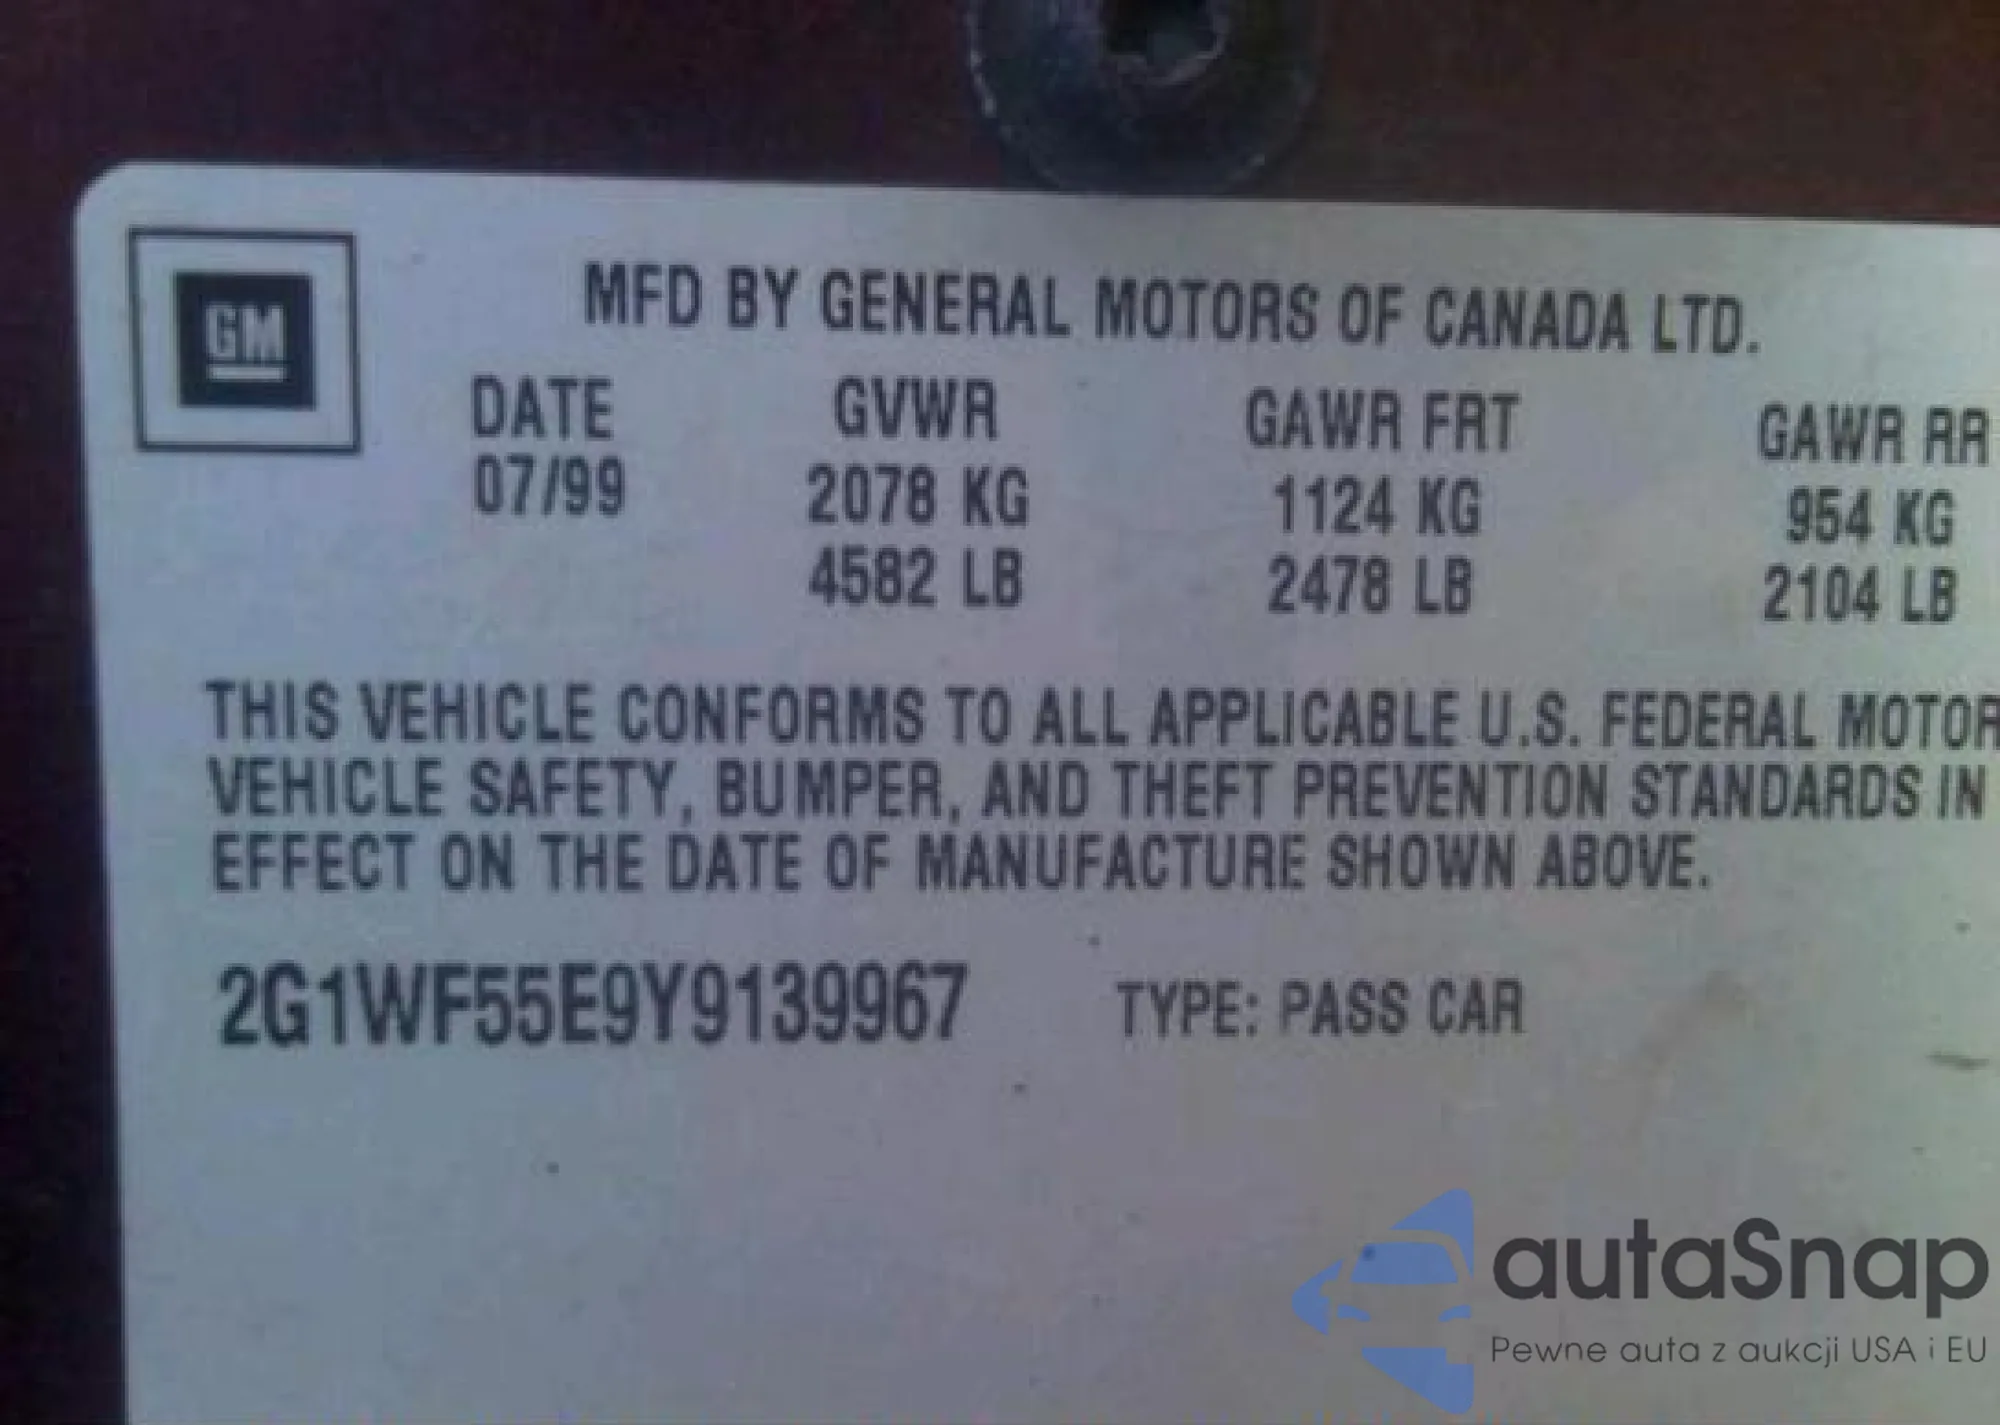 GM
MFD BY GENERAL MOTORS OF CANADA LTD.
DATE GVWR GAWR FRT GAWR RR
07/99 2078 KG 1124 KG 954 KG
4582 LB 2478 LB 2104 LB
THIS VEHICLE CONFORMS TO ALL APPLICABLE U.S. FEDERAL MOTOR
VEHICLE SAFETY, BUMPER, AND THEFT PREVENTION STANDARDS IN
EFFECT ON THE DATE OF MANUFACTURE SHOWN ABOVE.
2G1WF55E9Y9139967 TYPE: PASS CAR
autaSnap
Pewne auta z aukcji USA i EU